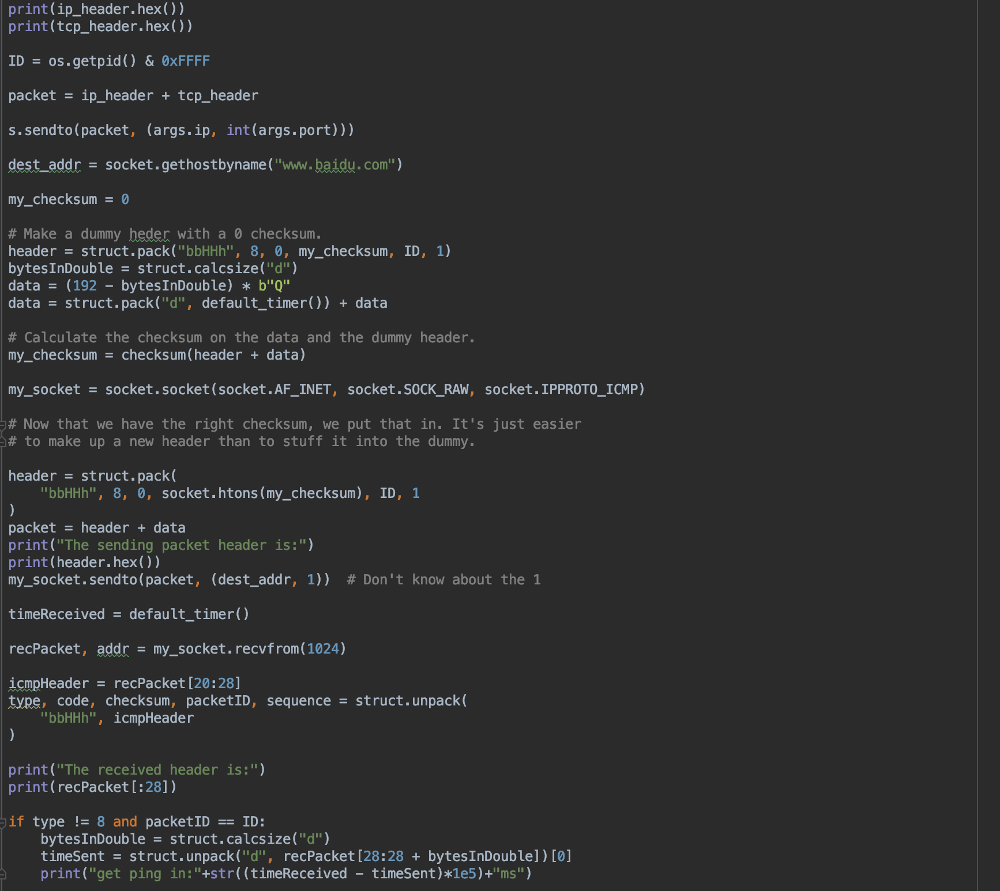 print(ip_header.hex())
print(tcp_header.hex())
ID = os.getpid() & 0xFFFF
packet = ip_header + tcp_header
s.sendto(packet, (args.ip, int(args.port)))
dest_addr = socket.gethostbyname("www.baidu.com")
my_checksum = 0
# Make a dummy heder with a 0 checksum.
header = struct.pack("bbHHh", 8, 0, my_checksum, ID, 1)
bytesInDouble = struct.calcsize("d")
data = (192 - bytesInDouble) * b"Q"
data = struct.pack("d", default_timer()) + data
# Calculate the checksum on the data and the dummy header.
my_checksum = checksum(header + data)
my_socket = socket.socket(socket.AF_INET, socket.SOCK_RAW, socket.IPPROTO_ICMP)
# Now that we have the right checksum, we put that in. It's just easier
# to make up a new header than to stuff it into the dummy.
header = struct.pack(
    "bbHHh", 8, 0, socket.htons(my_checksum), ID, 1
)
packet = header + data
print("The sending packet header is:")
print(header.hex())
my_socket.sendto(packet, (dest_addr, 1))  # Don't know about the 1
timeReceived = default_timer()
recPacket, addr = my_socket.recvfrom(1024)
icmpHeader = recPacket[20:28]
type, code, checksum, packetID, sequence = struct.unpack(
    "bbHHh", icmpHeader
)
print("The received header is:")
print(recPacket[:28])
if type != 8 and packetID == ID:
    bytesInDouble = struct.calcsize("d")
    timeSent = struct.unpack("d", recPacket[28:28 + bytesInDouble])[0]
    print("get ping in:"+str((timeReceived - timeSent)*1e5)+"ms")